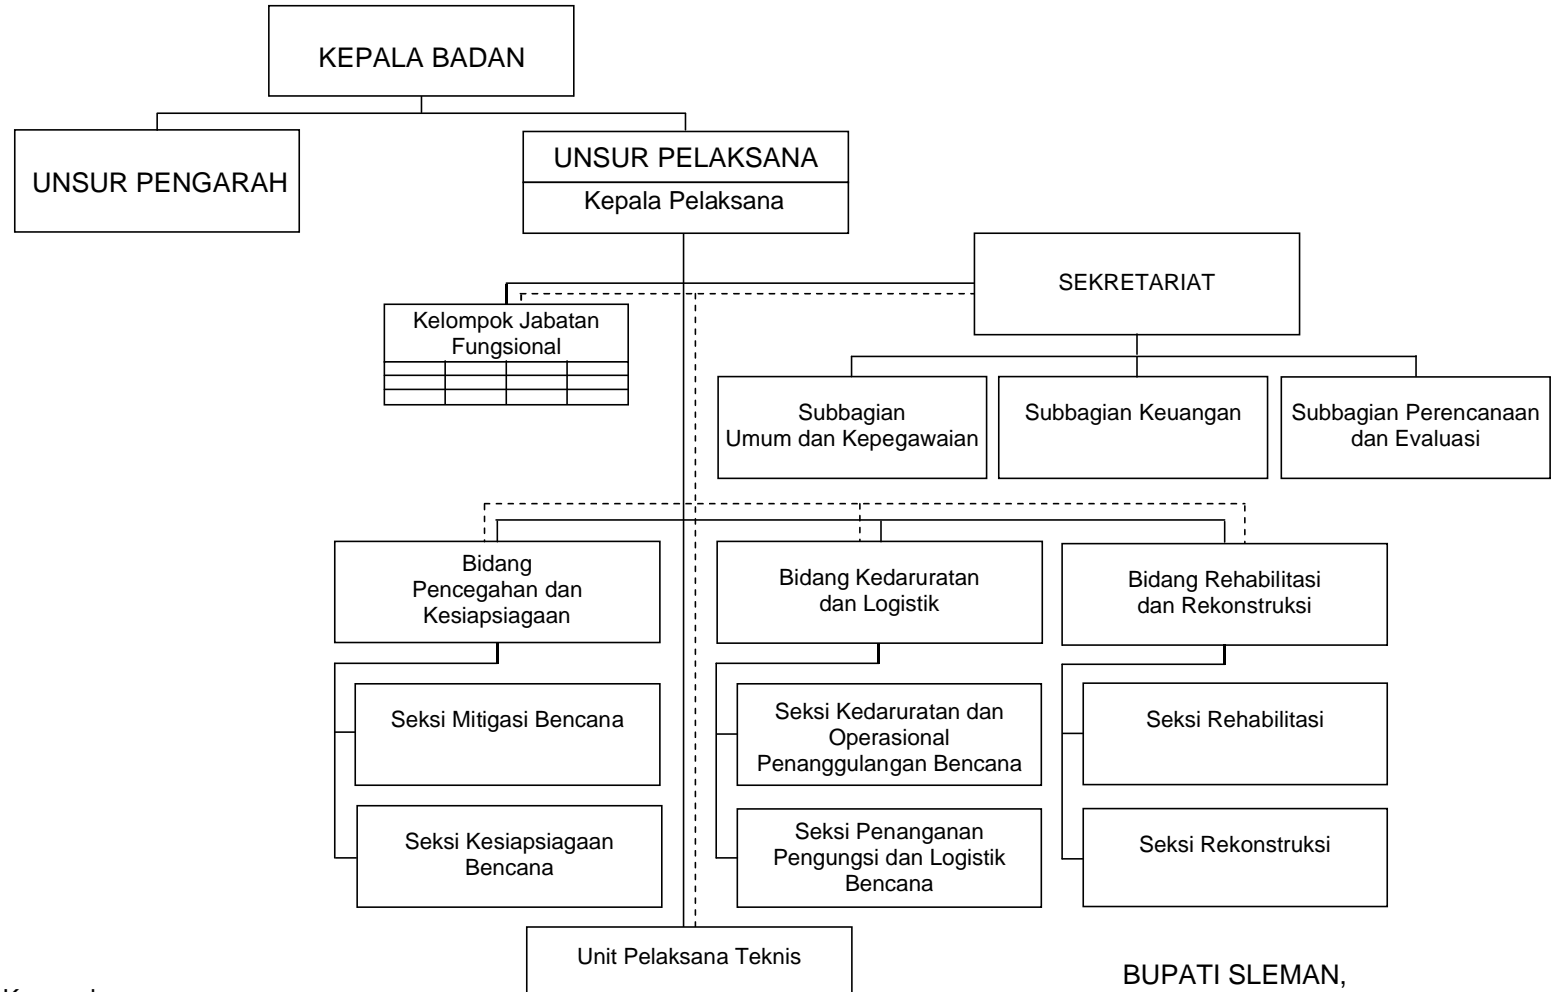 KEPALA BADAN
UNSUR PENGARAH
UNSUR PELAKSANA
Kepala Pelaksana
SEKRETARIAT
Kelompok Jabatan
Fungsional
Subbagian
Umum dan Kepegawaian
Subbagian Keuangan
Subbagian Perencanaan
dan Evaluasi
Bidang
Pencegahan dan
Kesiapsiagaan
Bidang Kedaruratan
dan Logistik
Bidang Rehabilitasi
dan Rekonstruksi
Seksi Mitigasi Bencana
Seksi Kedaruratan dan
Operasional
Penanggulangan Bencana
Seksi Rehabilitasi
Seksi Kesiapsiagaan
Bencana
Seksi Penanganan
Pengungsi dan Logistik
Bencana
Seksi Rekonstruksi
Unit Pelaksana Teknis
BUPATI SLEMAN,